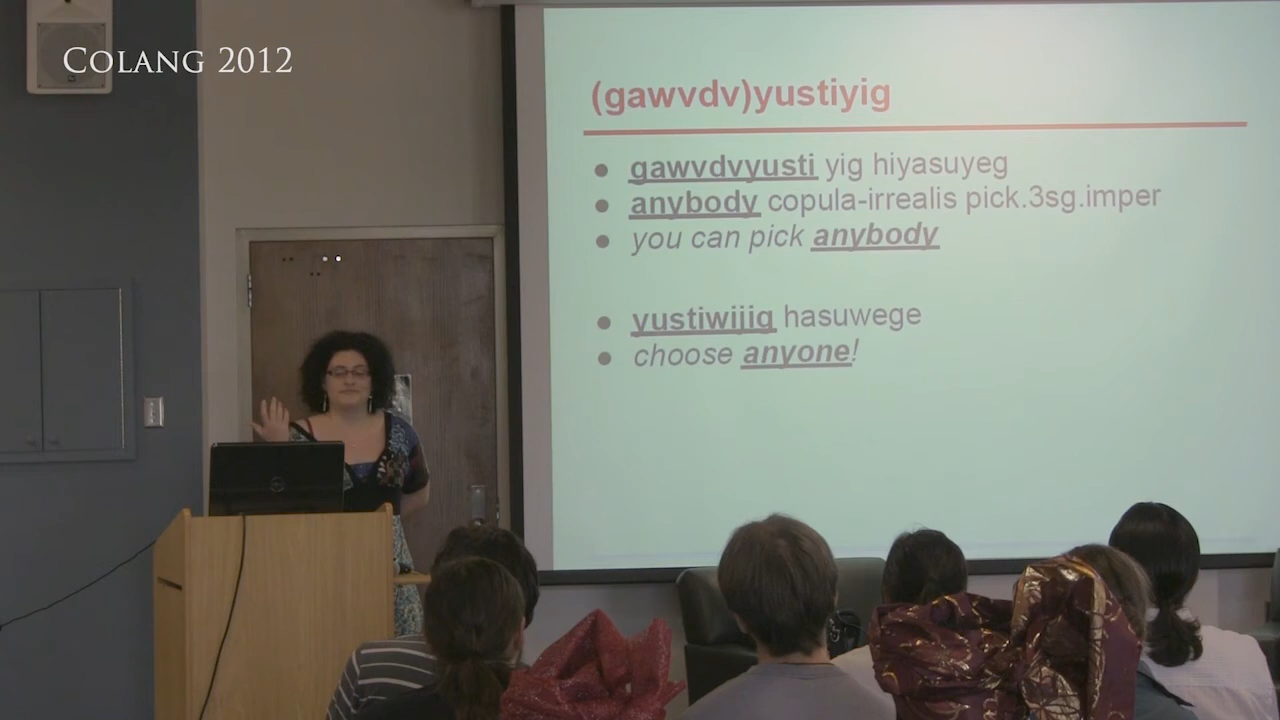 COLANG 2012
(gawvdv)yustiyig
gawvdvyusti yig hiyasuyeg
anybody copula-irrealis pick.3sg.imper
you can pick anybody
yustiwijig hasuwege
choose anyone!